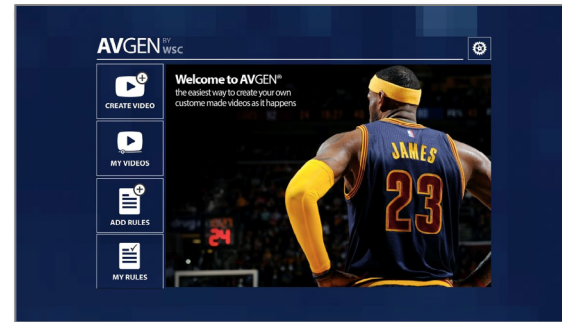 AVGEN BY WSC
Welcome to AVGEN®
the easiest way to create your own
custome made videos as it happens
CREATE VIDEO
MY VIDEOS
ADD RULES
MY RULES
JAMES
23
24